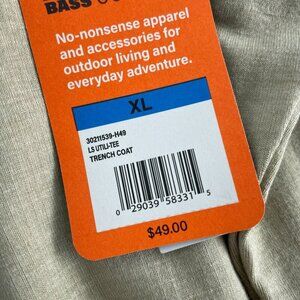 BASS
No-nonsense apparel
and accessories for
outdoor living and
everyday adventure.
XL
30211539-H49
LS UTILI-TEE
TRENCH COAT
0 29039 58331 5
$49.00